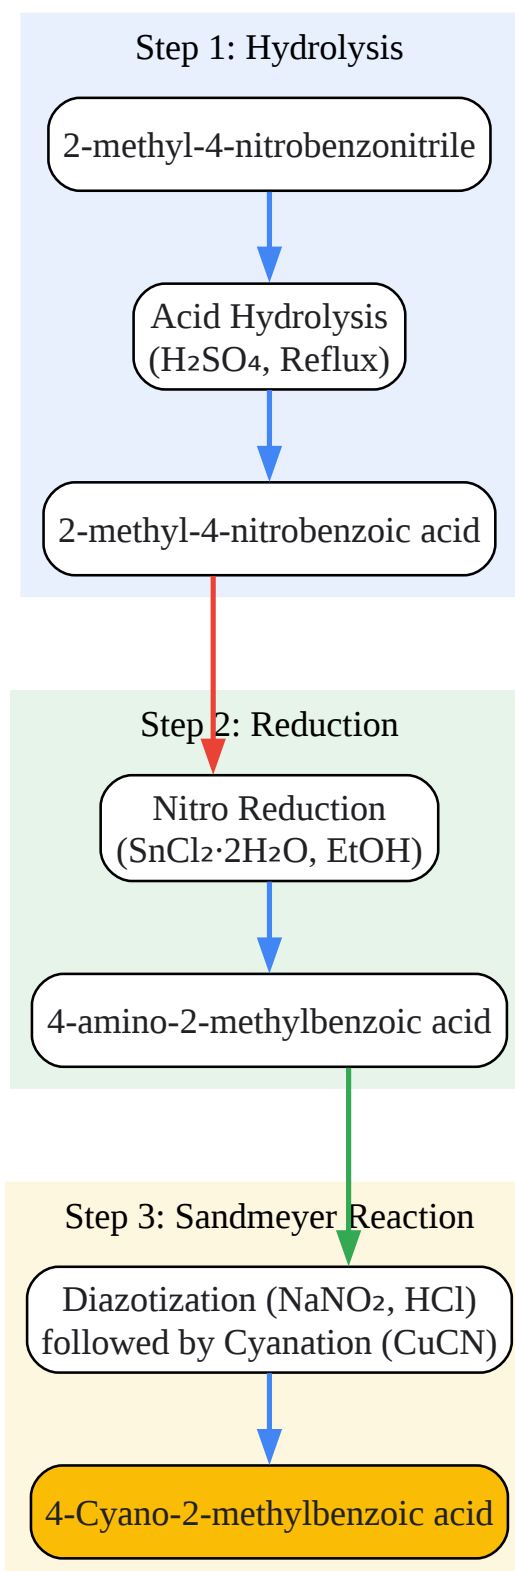 Step 1: Hydrolysis
2-methyl-4-nitrobenzonitrile
Acid Hydrolysis
(H₂SO₄, Reflux)
2-methyl-4-nitrobenzoic acid
Step 2: Reduction
Nitro Reduction
(SnCl₂·2H₂O, EtOH)
4-amino-2-methylbenzoic acid
Step 3: Sandmeyer Reaction
Diazotization (NaNO₂, HCl)
followed by Cyanation (CuCN)
4-Cyano-2-methylbenzoic acid